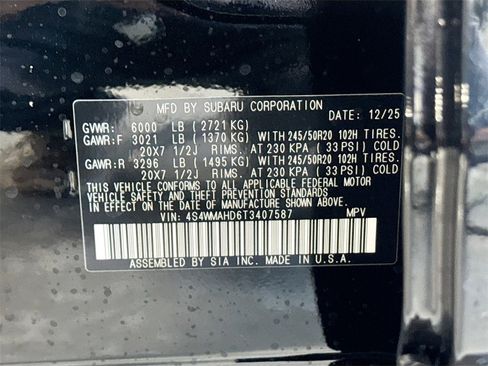 MFD BY SUBARU CORPORATION
DATE: 12/25
GVWR: 6000 LB (2721 KG)
GAWR:F 3021 LB (1370 KG) WITH 245/50R20 102H TIRES.
20X7 1/2J RIMS. AT 230 KPA (33 PSI) COLD
GAWR:R 3296 LB (1495 KG) WITH 245/50R20 102H TIRES.
20X7 1/2J RIMS. AT 230 KPA (33 PSI) COLD
THIS VEHICLE CONFORMS TO ALL APPLICABLE FEDERAL MOTOR
VEHICLE SAFETY AND THEFT PREVENTION STANDARDS
IN EFFECT ON THE DATE OF MANUFACTURE SHOWN ABOVE.
VIN: 4S4WMAHD6T3407587 MPV
ASSEMBLED BY SIA INC. MADE IN U.S.A.